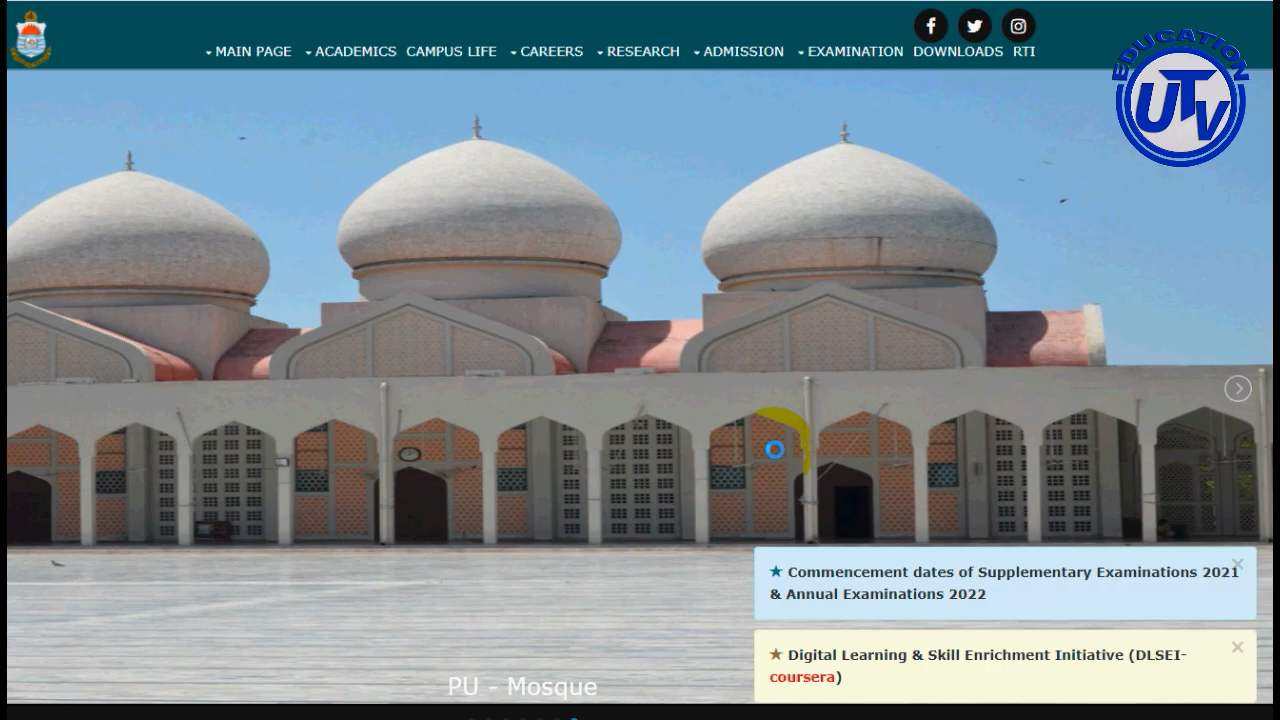 MAIN PAGE ACADEMICS CAMPUS LIFE CAREERS RESEARCH ADMISSION EXAMINATION DOWNLOADS RTI
EDUCATION
UTV
Commencement dates of Supplementary Examinations 2021
& Annual Examinations 2022
Digital Learning & Skill Enrichment Initiative (DLSEI-
coursera)
PU - Mosque